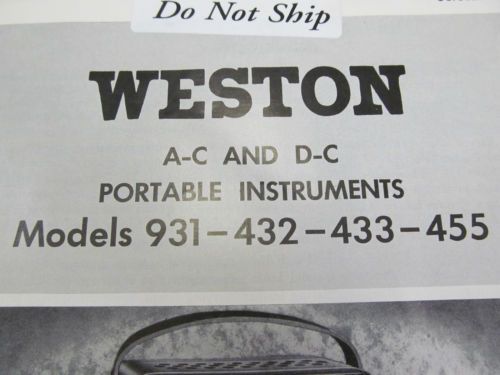 Do Not Ship
WESTON
A-C AND D-C
PORTABLE INSTRUMENTS
Models 931-432-433-455